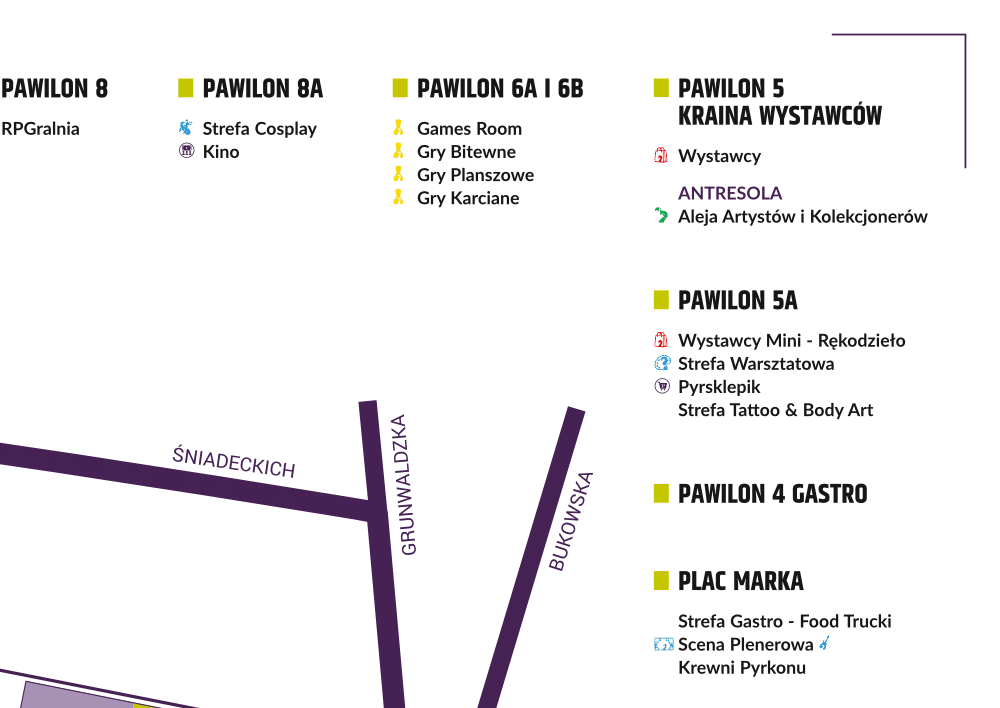 PAWILON 8
RPGralnia
PAWILON 8A
Strefa Cosplay
Kino
PAWILON 6A I 6B
Games Room
Gry Bitewne
Gry Planszowe
Gry Karciane
PAWILON 5
KRAINA WYSTAWCÓW
Wystawcy
ANTRESOLA
Aleja Artystów i Kolekcjonerów
PAWILON 5A
Wystawcy Mini - Rękodzieło
Strefa Warsztatowa
Pyrsklepik
Strefa Tattoo & Body Art
PAWILON 4 GASTRO
PLAC MARKA
Strefa Gastro - Food Trucki
Scena Plenerowa
Krewni Pyrkonu
ŚNIADECKICH
GRUNWALDZKA
BUKOWSKA